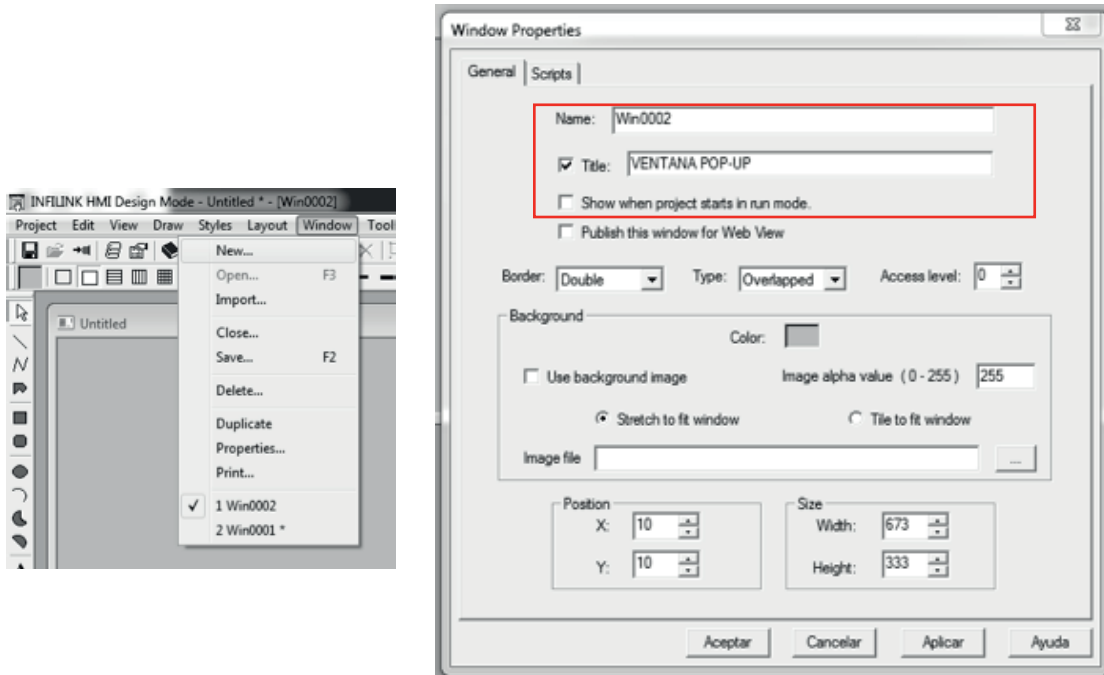 INFILINK HMI Design Mode - Untitled * - [Win0002]
Project Edit View Draw Styles Layout Window Tool
New...
Open... F3
Import...
Untitled
Close...
Save... F2
Delete...
Duplicate
Properties...
Print...
1 Win0002
2 Win0001 *
Window Properties
General Scripts
Name: Win0002
Title: VENTANA POP-UP
Show when project starts in run mode.
Publish this window for Web View
Border: Double Type: Overlapped Access level: 0
Background
Color:
Use background image Image alpha value ( 0 - 255 ) 255
Stretch to fit window Tile to fit window
Image file ...
Position Size
X: 10 Width: 673
Y: 10 Height: 333
Aceptar Cancelar Aplicar Ayuda